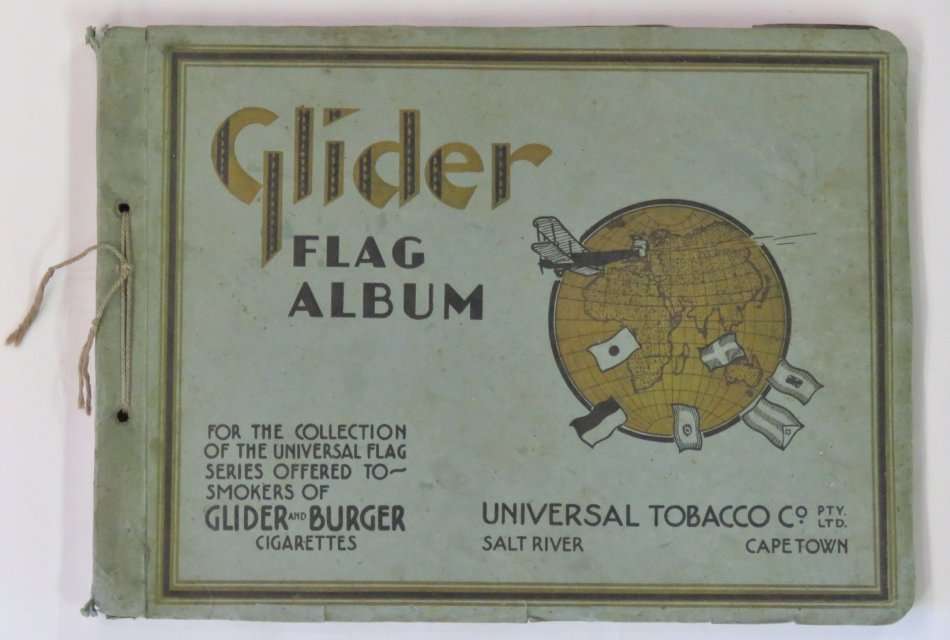 Glider
FLAG
ALBUM
FOR THE COLLECTION
OF THE UNIVERSAL FLAG
SERIES OFFERED TO~
SMOKERS OF
GLIDER AND BURGER
CIGARETTES
UNIVERSAL TOBACCO Co. PTY. LTD.
SALT RIVER CAPE TOWN